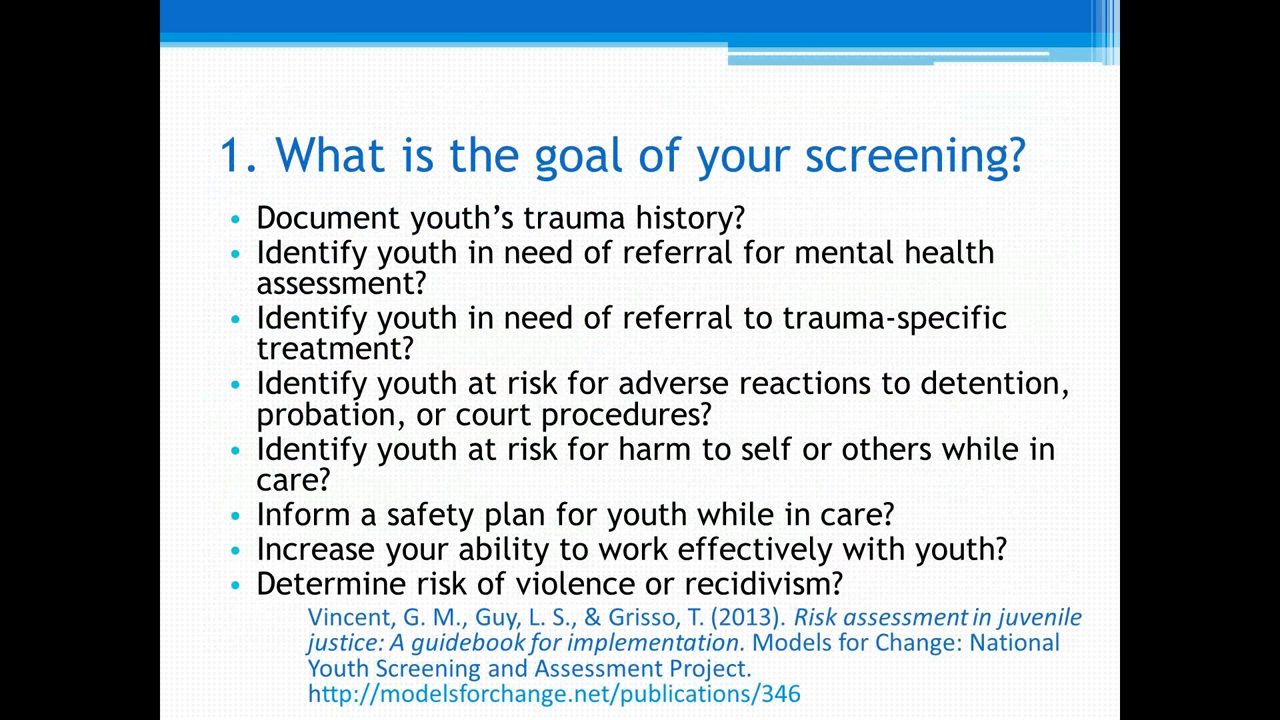 1. What is the goal of your screening?
• Document youth’s trauma history?
• Identify youth in need of referral for mental health
assessment?
• Identify youth in need of referral to trauma-specific
treatment?
• Identify youth at risk for adverse reactions to detention,
probation, or court procedures?
• Identify youth at risk for harm to self or others while in
care?
• Inform a safety plan for youth while in care?
• Increase your ability to work effectively with youth?
• Determine risk of violence or recidivism?
Vincent, G. M., Guy, L. S., & Grisso, T. (2013). Risk assessment in juvenile
justice: A guidebook for implementation. Models for Change: National
Youth Screening and Assessment Project.
http://modelsforchange.net/publications/346